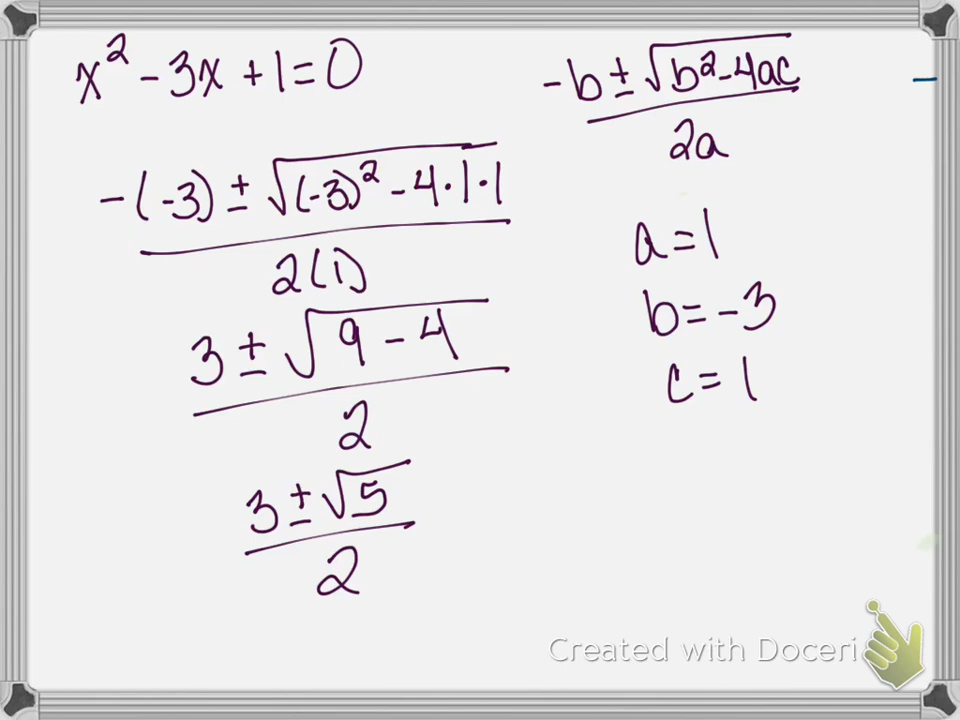 x² - 3x + 1 = 0
-b ± √(b² - 4ac)
2a
-(-3) ± √((-3)² - 4·1·1)
2(1)
a = 1
b = -3
c = 1
3 ± √(9 - 4)
2
3 ± √5
2
Created with Doceri